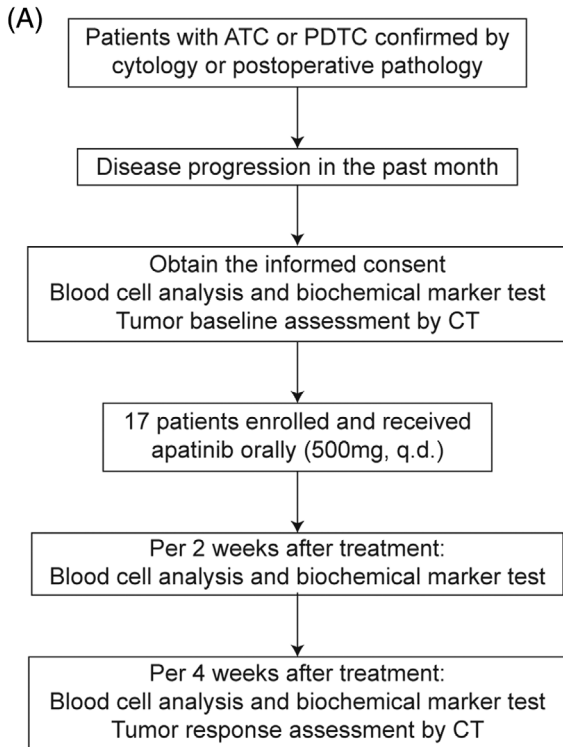 (A)
Patients with ATC or PDTC confirmed by
cytology or postoperative pathology
Disease progression in the past month
Obtain the informed consent
Blood cell analysis and biochemical marker test
Tumor baseline assessment by CT
17 patients enrolled and received
apatinib orally (500mg, q.d.)
Per 2 weeks after treatment:
Blood cell analysis and biochemical marker test
Per 4 weeks after treatment:
Blood cell analysis and biochemical marker test
Tumor response assessment by CT